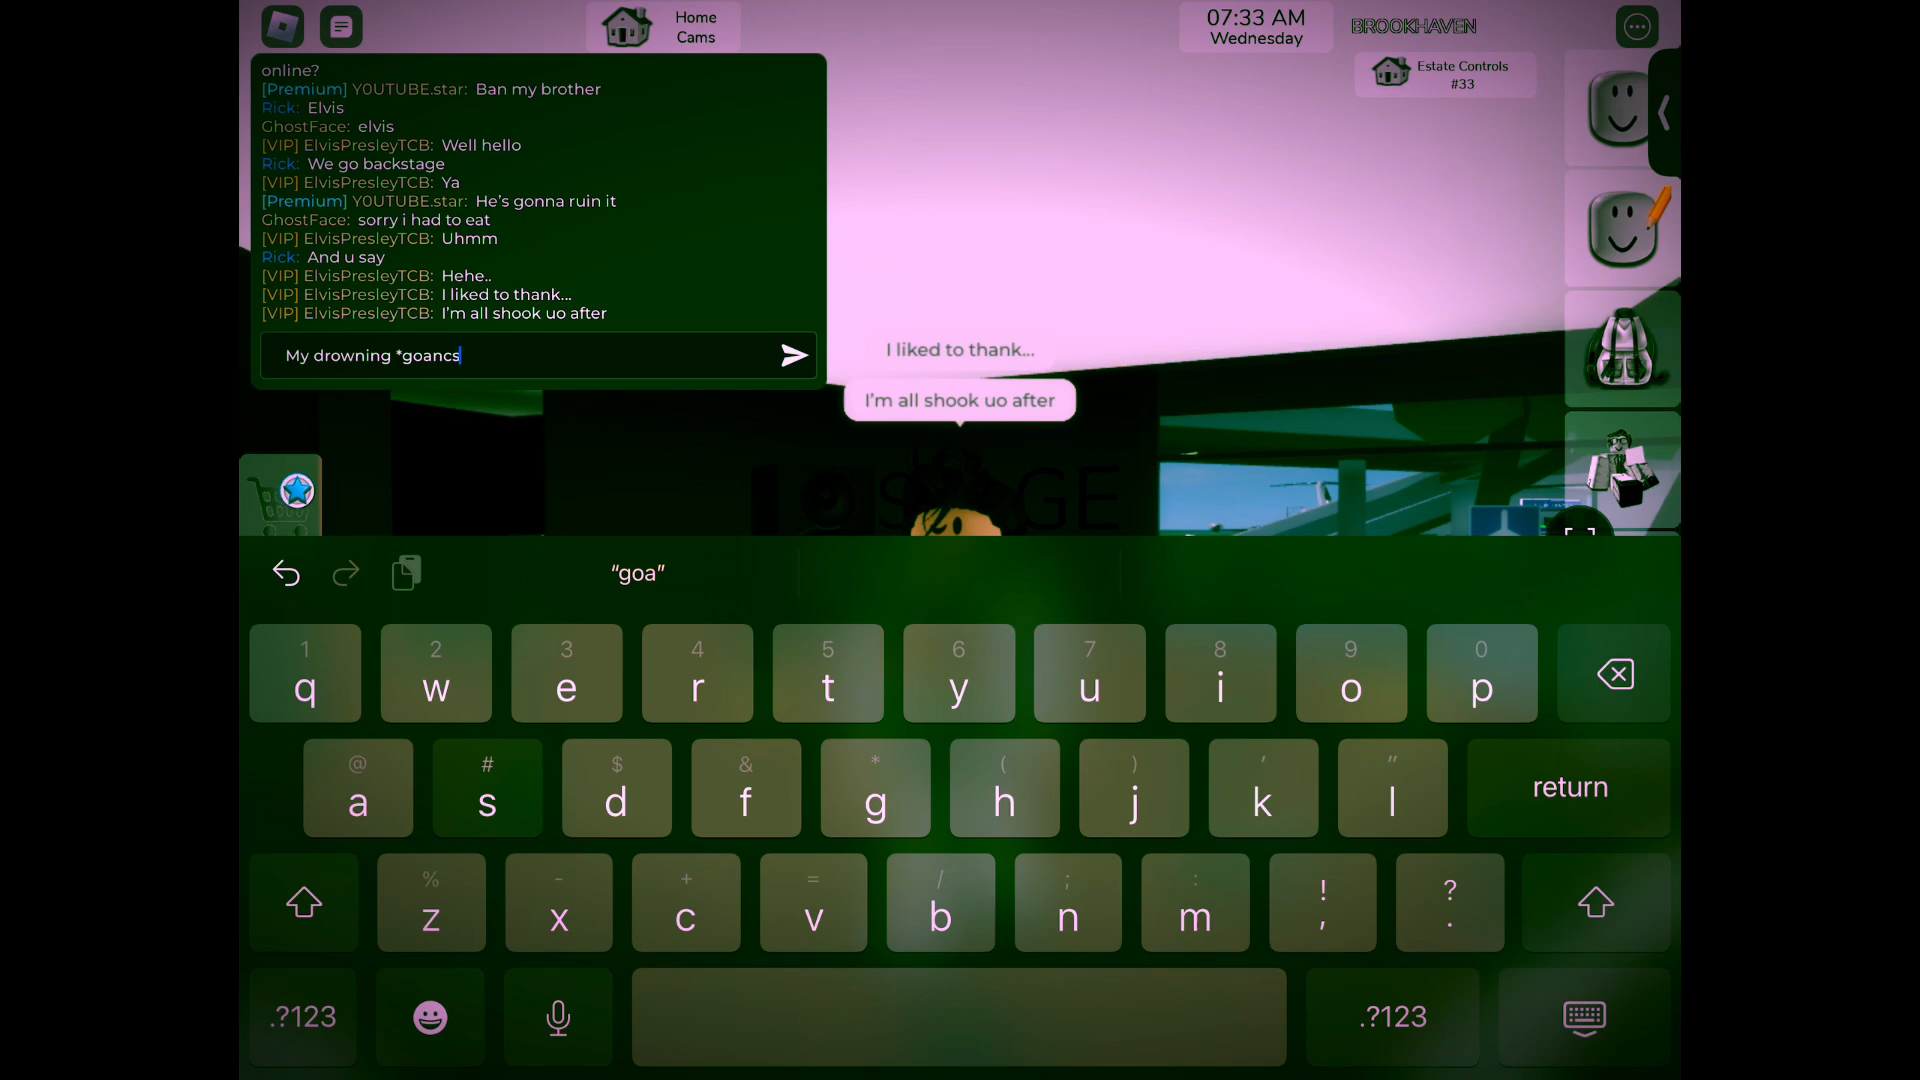 Home
Cams
07:33 AM
Wednesday
BROOKHAVEN
Estate Controls
#33
online?
[Premium] Y0UTUBE.star: Ban my brother
Rick: Elvis
GhostFace: elvis
[VIP] ElvisPresleyTCB: Well hello
Rick: We go backstage
[VIP] ElvisPresleyTCB: Ya
[Premium] Y0UTUBE.star: He's gonna ruin it
GhostFace: sorry i had to eat
[VIP] ElvisPresleyTCB: Uhmm
Rick: And u say
[VIP] ElvisPresleyTCB: Hehe..
[VIP] ElvisPresleyTCB: I liked to thank...
[VIP] ElvisPresleyTCB: I'm all shook uo after
My drowning *goancs
I liked to thank...
I'm all shook uo after
"goa"
1 2 3 4 5 6 7 8 9 0
q w e r t y u i o p
@ # $ & * ( ) ' "
a s d f g h j k l return
% - + = / ; : ! ?
z x c v b n m , .
.?123 .?123